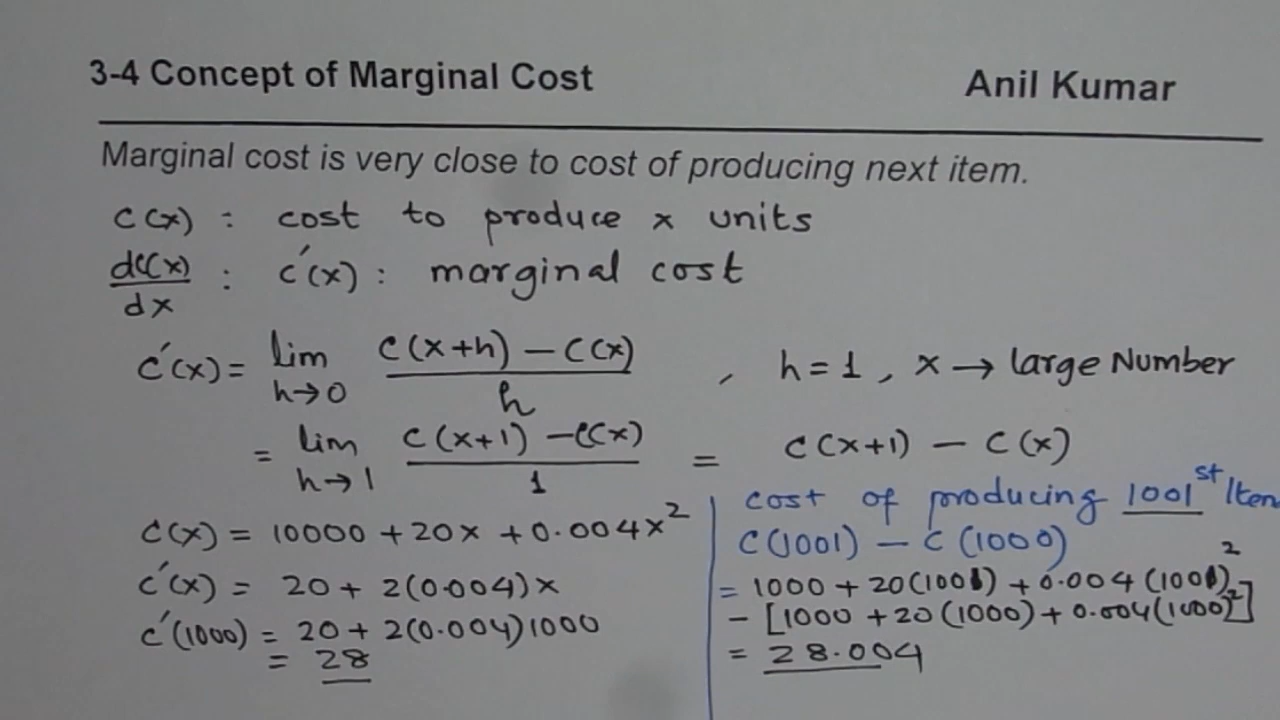 3-4 Concept of Marginal Cost Anil Kumar
Marginal cost is very close to cost of producing next item.
C(x) : cost to produce x units
dC(x)/dx : C'(x) : marginal cost
C'(x) = lim h→0 (C(x+h) − C(x))/h , h = 1 , x → large Number
= lim h→1 (C(x+1) − C(x))/1 = C(x+1) − C(x)
C(x) = 10000 + 20x + 0.004x²
C'(x) = 20 + 2(0.004)x
C'(1000) = 20 + 2(0.004)1000
= 28
cost of producing 1001st Item
C(1001) − C(1000)
= 1000 + 20(1001) + 0.004(1001)²
− [1000 + 20(1000) + 0.004(1000)²]
= 28.004